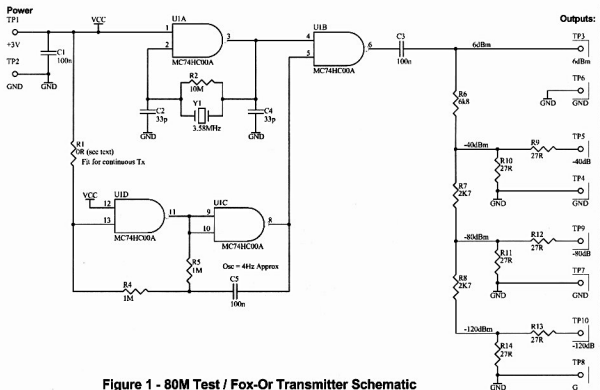 Power
TP1
+3V
TP2
GND
GND
C1
100n
VCC
U1A
1
2
3
MC74HC00A
R2
10M
Y1
3.58MHz
C2
33p
GND
C4
33p
GND
U1B
4
5
6
MC74HC00A
C3
100n
6dBm
Outputs:
TP3
6dBm
TP6
GND
GND
R6
6k8
-40dBm
R9
27R
TP5
-40dB
R10
27R
TP4
GND
GND
R7
2K7
-80dBm
R12
27R
TP9
-80dB
R11
27R
TP7
GND
GND
R8
2K7
-120dBm
R13
27R
TP10
-120dB
R14
27R
TP8
GND
G
R1
0R (see text)
Fit for continuous Tx
VCC
12
13
U1D
11
MC74HC00A
9
10
U1C
8
MC74HC00A
R5
1M
Osc = 4Hz Approx
R4
1M
C5
100n
Figure 1 - 80M Test / Fox-Or Transmitter Schematic